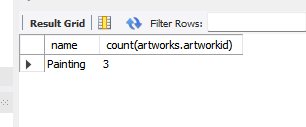 Result Grid Filter Rows:
name count(artworks.artworkid)
Painting 3